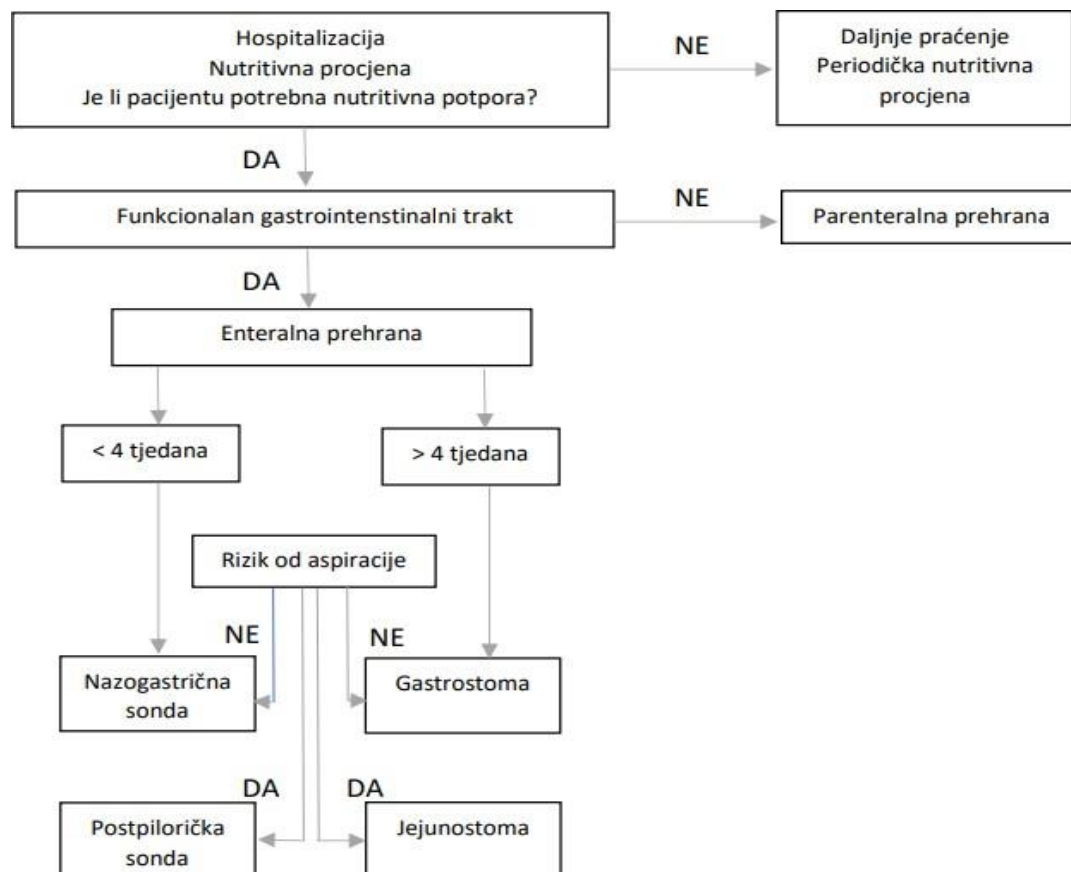 Hospitalizacija
Nutritivna procjena
Je li pacijentu potrebna nutritivna potpora?
NE
Daljnje praćenje
Periodička nutritivna
procjena
DA
Funkcionalan gastrointenstinalni trakt
NE
Parenteralna prehrana
DA
Enteralna prehrana
< 4 tjedana
> 4 tjedana
Rizik od aspiracije
NE
NE
Nazogastrična
sonda
Gastrostoma
DA
DA
Postpilorička
sonda
Jejunostoma